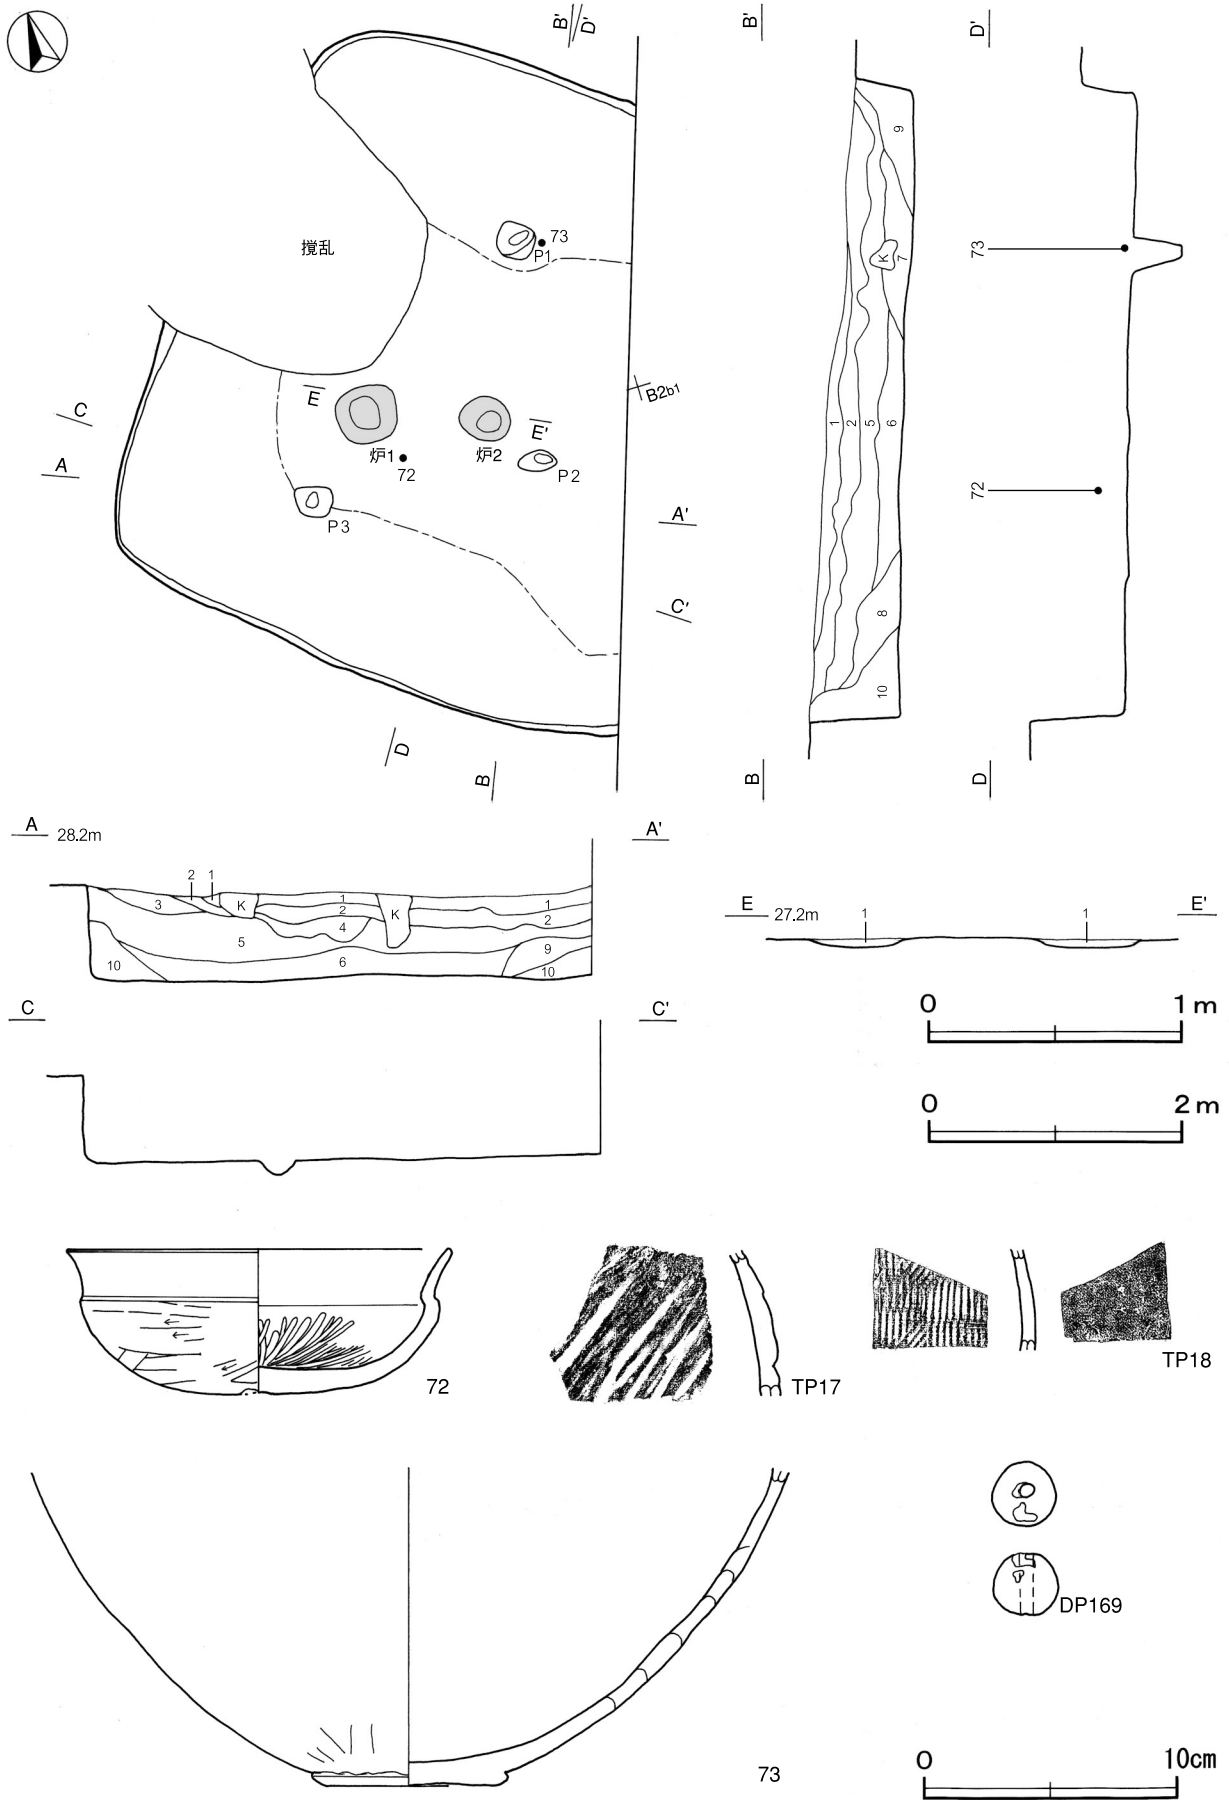 B' D' B' D'
撹乱
73
P1
9
K
7
73
E
炉1
72
炉2
E'
P2
B2b1
C
A
P3
A'
C'
1 2 5 6
72
8
10
D
B
B
D
A 28.2m A'
2 1
3 K 1 2 4 K 1 2
5 6 9 10
10
E 27.2m E'
1 1
C C'
0 1m
0 2m
72
TP17
TP18
DP169
73
0 10cm